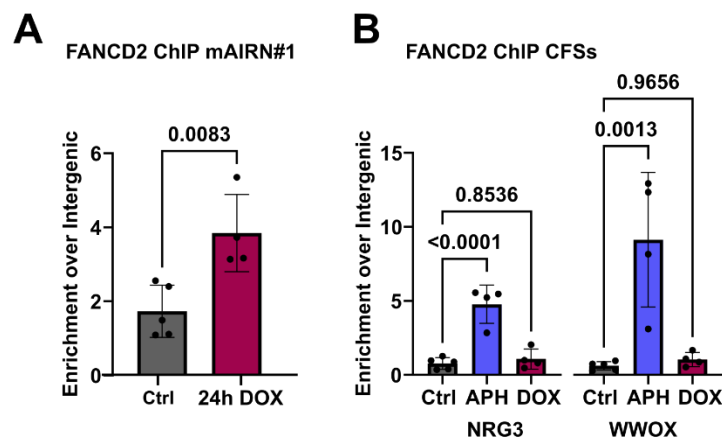 A
FANCD2 ChIP mAIRN#1
Enrichment over Intergenic
6
4
2
0
0.0083
Ctrl
24h DOX
B
FANCD2 ChIP CFSs
Enrichment over Intergenic
15
10
5
0
0.8536
<0.0001
0.9656
0.0013
Ctrl APH DOX
Ctrl APH DOX
NRG3
WWOX